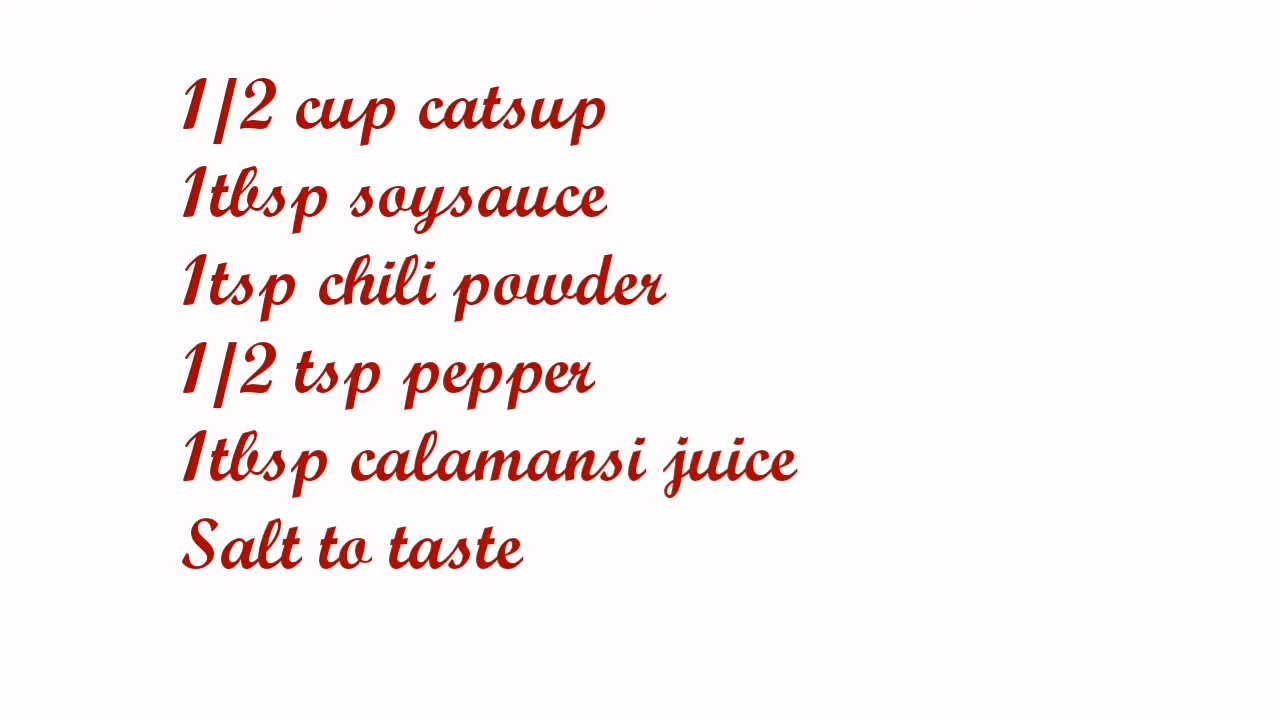 1/2 cup catsup
1tbsp soysauce
1tsp chili powder
1/2 tsp pepper
1tbsp calamansi juice
Salt to taste